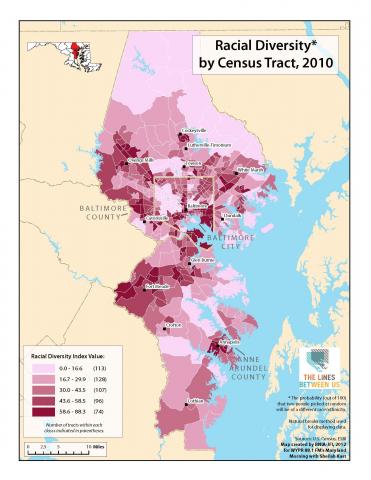 Racial Diversity*
by Census Tract, 2010
Cockeysville
Lutherville-Timonium
Owings Mills
Towson
White Marsh
BALTIMORE
COUNTY
Baltimore
Catonsville
Dundalk
BALTIMORE
CITY
Glen Burnie
Fort Meade
Crofton
Annapolis
ANNE
ARUNDEL
COUNTY
Lothian
Racial Diversity Index Value:
0.0 - 16.6 (113)
16.7 - 29.9 (128)
30.0 - 43.5 (107)
43.6 - 58.5 (96)
58.6 - 88.3 (74)
Number of tracts within each
class indicated in parentheses.
0 2.5 5 10 Miles
THE LINES
BETWEEN US
* The probability (out of 100)
that two people picked at random
will be of a different race/ethnicity.
Natural breaks method used
for displaying data.
Sources: U.S. Census, ESRI
Map created by BNIA-JFI, 2012
for WYPR 88.1 FM's Maryland
Morning with Sheilah Kast